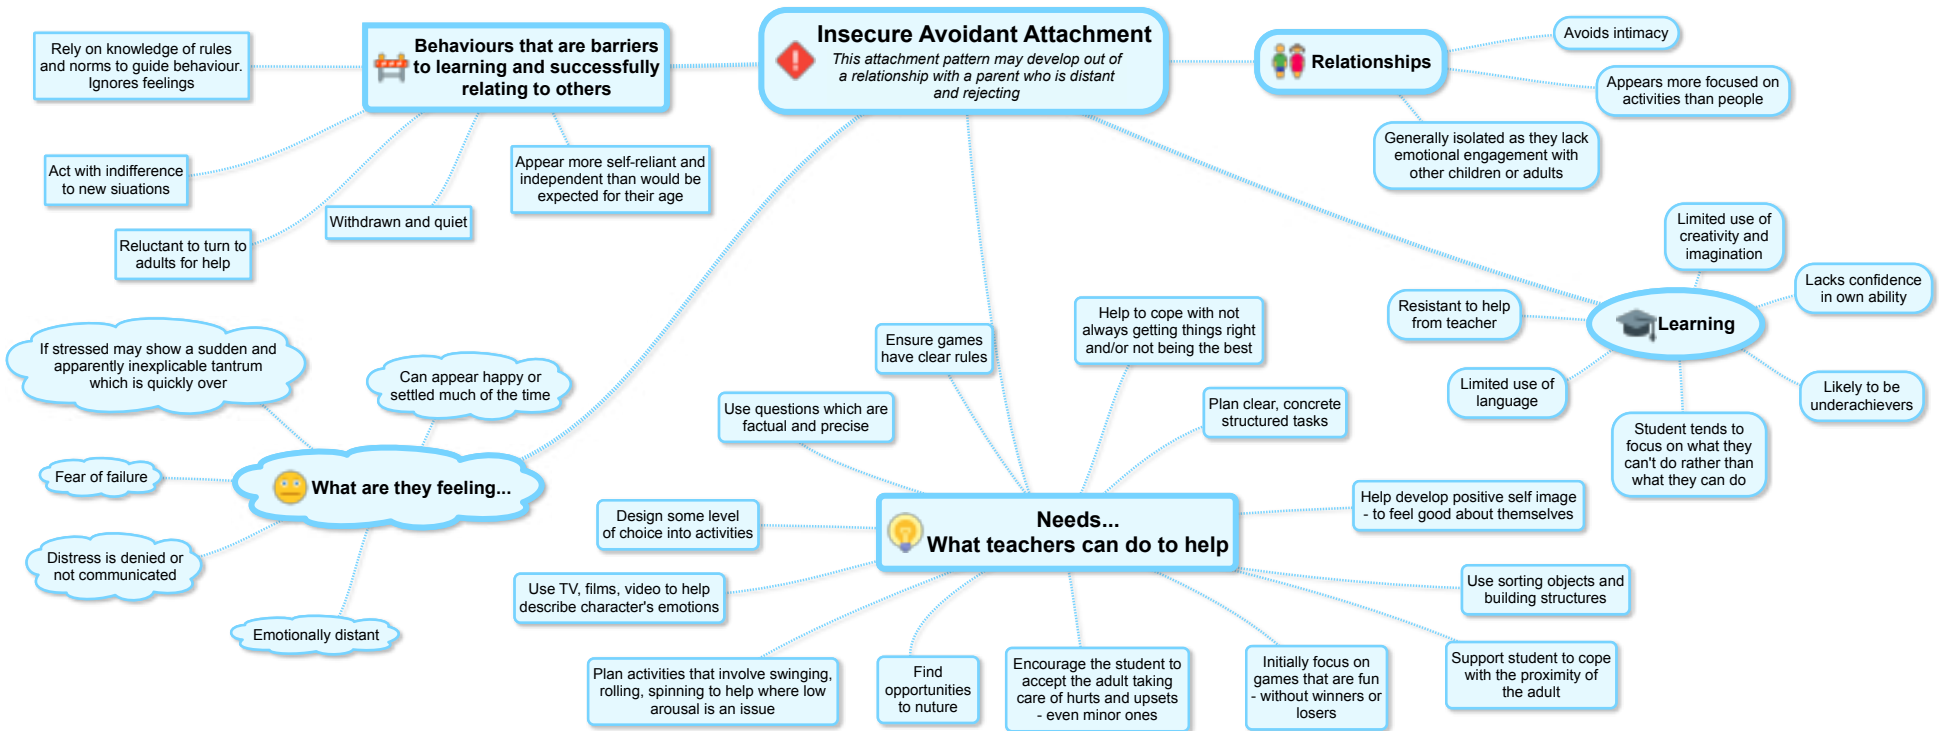 Insecure Avoidant Attachment
This attachment pattern may develop out of
a relationship with a parent who is distant
and rejecting
Behaviours that are barriers
to learning and successfully
relating to others
Rely on knowledge of rules
and norms to guide behaviour.
Ignores feelings
Act with indifference
to new siuations
Reluctant to turn to
adults for help
Withdrawn and quiet
Appear more self-reliant and
independent than would be
expected for their age
Relationships
Avoids intimacy
Appears more focused on
activities than people
Generally isolated as they lack
emotional engagement with
other children or adults
Learning
Limited use of
creativity and
imagination
Lacks confidence
in own ability
Resistant to help
from teacher
Limited use of
language
Student tends to
focus on what they
can't do rather than
what they can do
Likely to be
underachievers
What are they feeling...
If stressed may show a sudden and
apparently inexplicable tantrum
which is quickly over
Can appear happy or
settled much of the time
Fear of failure
Distress is denied or
not communicated
Emotionally distant
Needs...
What teachers can do to help
Ensure games
have clear rules
Help to cope with not
always getting things right
and/or not being the best
Use questions which are
factual and precise
Plan clear, concrete
structured tasks
Design some level
of choice into activities
Help develop positive self image
- to feel good about themselves
Use TV, films, video to help
describe character's emotions
Use sorting objects and
building structures
Plan activities that involve swinging,
rolling, spinning to help where low
arousal is an issue
Find
opportunities
to nuture
Encourage the student to
accept the adult taking
care of hurts and upsets
- even minor ones
Initially focus on
games that are fun
- without winners or
losers
Support student to cope
with the proximity of
the adult